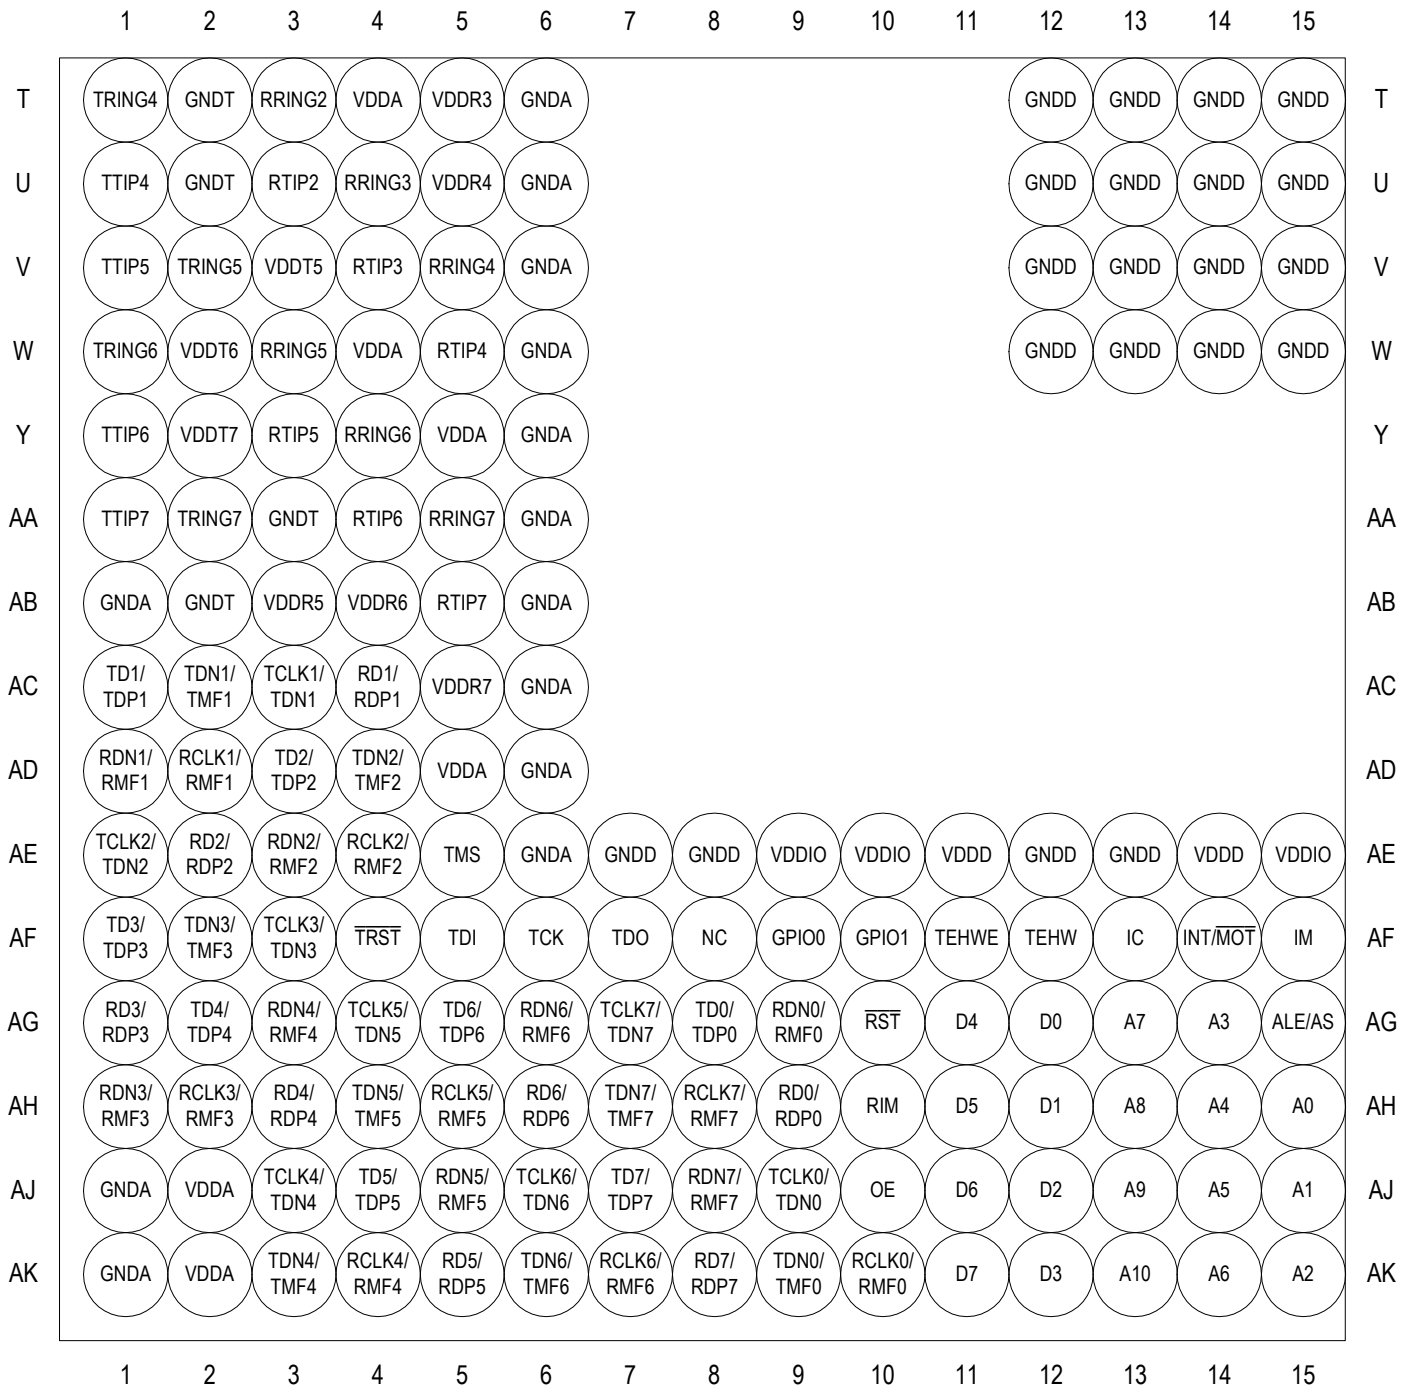 1 2 3 4 5 6 7 8 9 10 11 12 13 14 15
T TRING4 GNDT RRING2 VDDA VDDR3 GNDA GNDD GNDD GNDD GNDD T
U TTIP4 GNDT RTIP2 RRING3 VDDR4 GNDA GNDD GNDD GNDD GNDD U
V TTIP5 TRING5 VDDT5 RTIP3 RRING4 GNDA GNDD GNDD GNDD GNDD V
W TRING6 VDDT6 RRING5 VDDA RTIP4 GNDA GNDD GNDD GNDD GNDD W
Y TTIP6 VDDT7 RTIP5 RRING6 VDDA GNDA Y
AA TTIP7 TRING7 GNDT RTIP6 RRING7 GNDA AA
AB GNDA GNDT VDDR5 VDDR6 RTIP7 GNDA AB
AC TD1/ TDP1 TDN1/ TMF1 TCLK1/ TDN1 RD1/ RDP1 VDDR7 GNDA AC
AD RDN1/ RMF1 RCLK1/ RMF1 TD2/ TDP2 TDN2/ TMF2 VDDA GNDA AD
AE TCLK2/ TDN2 RD2/ RDP2 RDN2/ RMF2 RCLK2/ RMF2 TMS GNDA GNDD GNDD VDDIO VDDIO VDDD GNDD GNDD VDDD VDDIO AE
AF TD3/ TDP3 TDN3/ TMF3 TCLK3/ TDN3 TRST TDI TCK TDO NC GPIO0 GPIO1 TEHWE TEHW IC INT/MOT IM AF
AG RD3/ RDP3 TD4/ TDP4 RDN4/ RMF4 TCLK5/ TDN5 TD6/ TDP6 RDN6/ RMF6 TCLK7/ TDN7 TD0/ TDP0 RDN0/ RMF0 RST D4 D0 A7 A3 ALE/AS AG
AH RDN3/ RMF3 RCLK3/ RMF3 RD4/ RDP4 TDN5/ TMF5 RCLK5/ RMF5 RD6/ RDP6 TDN7/ TMF7 RCLK7/ RMF7 RD0/ RDP0 RIM D5 D1 A8 A4 A0 AH
AJ GNDA VDDA TCLK4/ TDN4 TD5/ TDP5 RDN5/ RMF5 TCLK6/ TDN6 TD7/ TDP7 RDN7/ RMF7 TCLK0/ TDN0 OE D6 D2 A9 A5 A1 AJ
AK GNDA VDDA TDN4/ TMF4 RCLK4/ RMF4 RD5/ RDP5 TDN6/ TMF6 RCLK6/ RMF6 RD7/ RDP7 TDN0/ TMF0 RCLK0/ RMF0 D7 D3 A10 A6 A2 AK
1 2 3 4 5 6 7 8 9 10 11 12 13 14 15